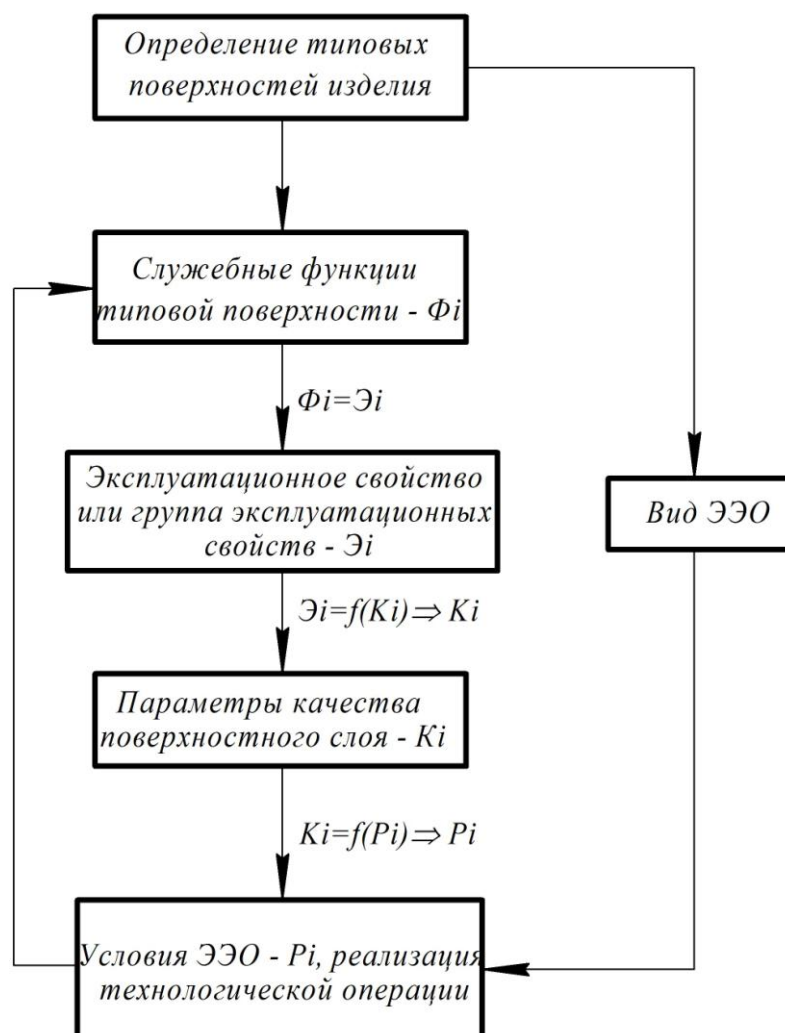 Определение типовых
поверхностей изделия
Служебные функции
типовой поверхности - Фi
Фi=Эi
Эксплуатационное свойство
или группа эксплуатационных
свойств - Эi
Вид ЭЭО
Эi=f(Ki)⇒ Ki
Параметры качества
поверхностного слоя - Ki
Ki=f(Pi)⇒ Pi
Условия ЭЭО - Pi, реализация
технологической операции